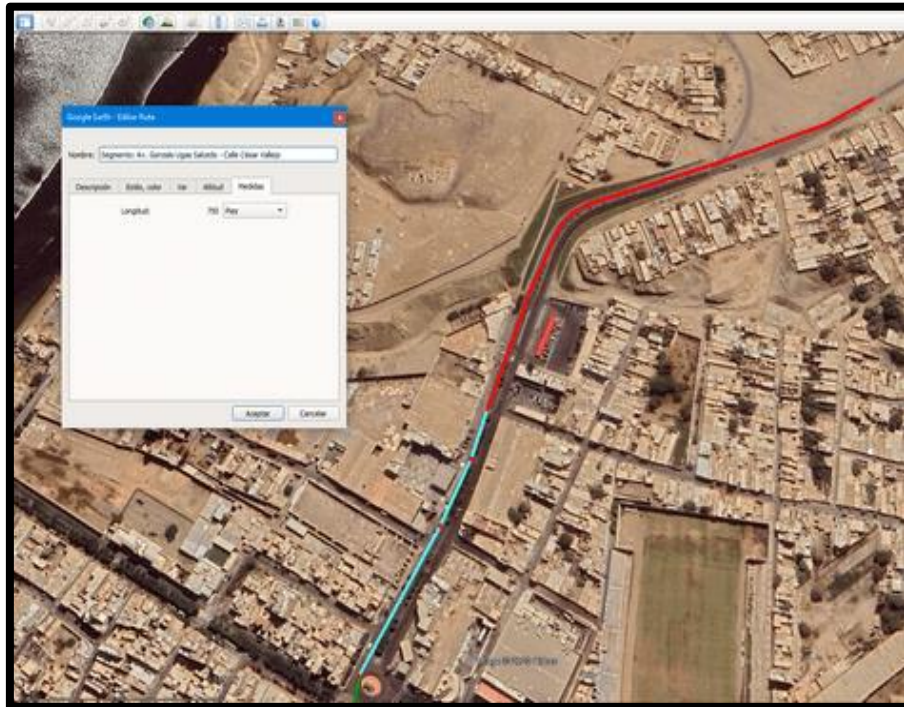 Google Earth - Editar Ruta
Nombre: Segmento: Av. Gonzalo Ugas Salcedo - Calle César Vallejo
Descripción Estilo, color Ver Altitud Medidas
Longitud: 750 Pies
Aceptar Cancelar